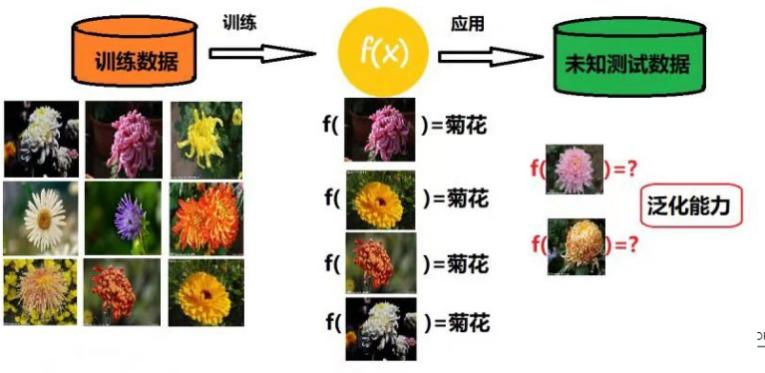 训练
应用
训练数据
f(x)
未知测试数据
f( )=菊花
f( )=?
f( )=菊花
泛化能力
f( )=?
f( )=菊花
f( )=菊花